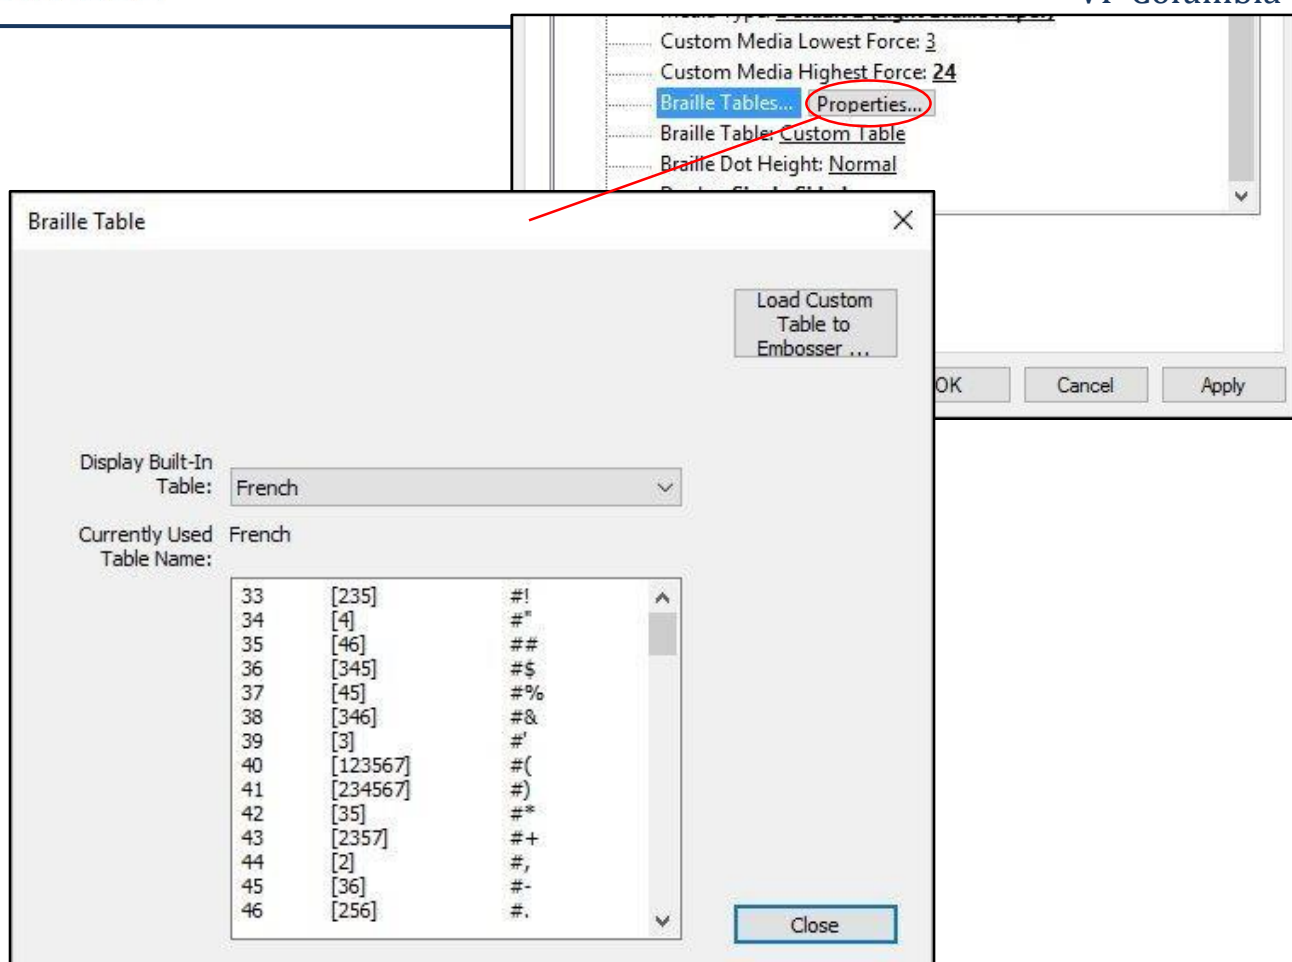 VP Columbia
Custom Media Lowest Force: 3
Custom Media Highest Force: 24
Braille Tables... Properties...
Braille Table: Custom Table
Braille Dot Height: Normal
Braille Table
Load Custom
Table to
Embosser ...
OK Cancel Apply
Display Built-In
Table: French
Currently Used French
Table Name:
33 [235] #!
34 [4] #"
35 [46] ##
36 [345] #$
37 [45] #%
38 [346] #&
39 [3] #'
40 [123567] #(
41 [234567] #)
42 [35] #*
43 [2357] #+
44 [2] #,
45 [36] #-
46 [256] #.
Close